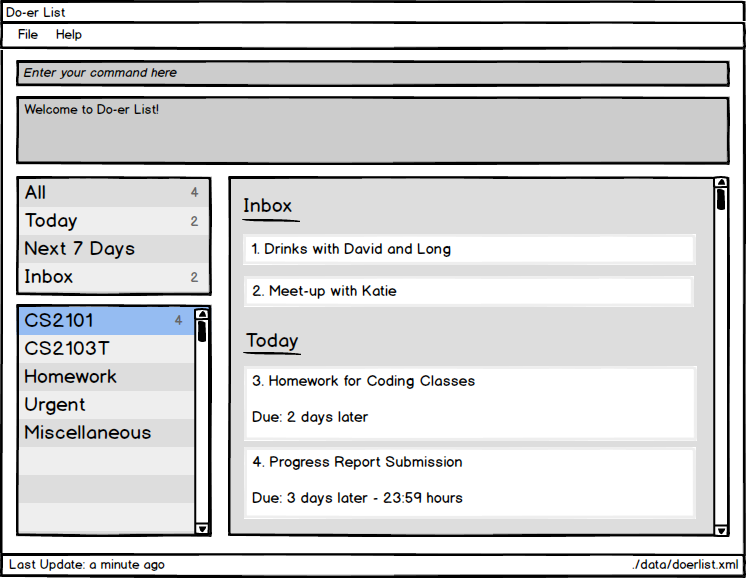 Do-er List
File Help
Enter your command here
Welcome to Do-er List!
All 4
Today 2
Next 7 Days
Inbox 2
CS2101 4
CS2103T
Homework
Urgent
Miscellaneous
Inbox
1. Drinks with David and Long
2. Meet-up with Katie
Today
3. Homework for Coding Classes
Due: 2 days later
4. Progress Report Submission
Due: 3 days later - 23:59 hours
Last Update: a minute ago
./data/doerlist.xml